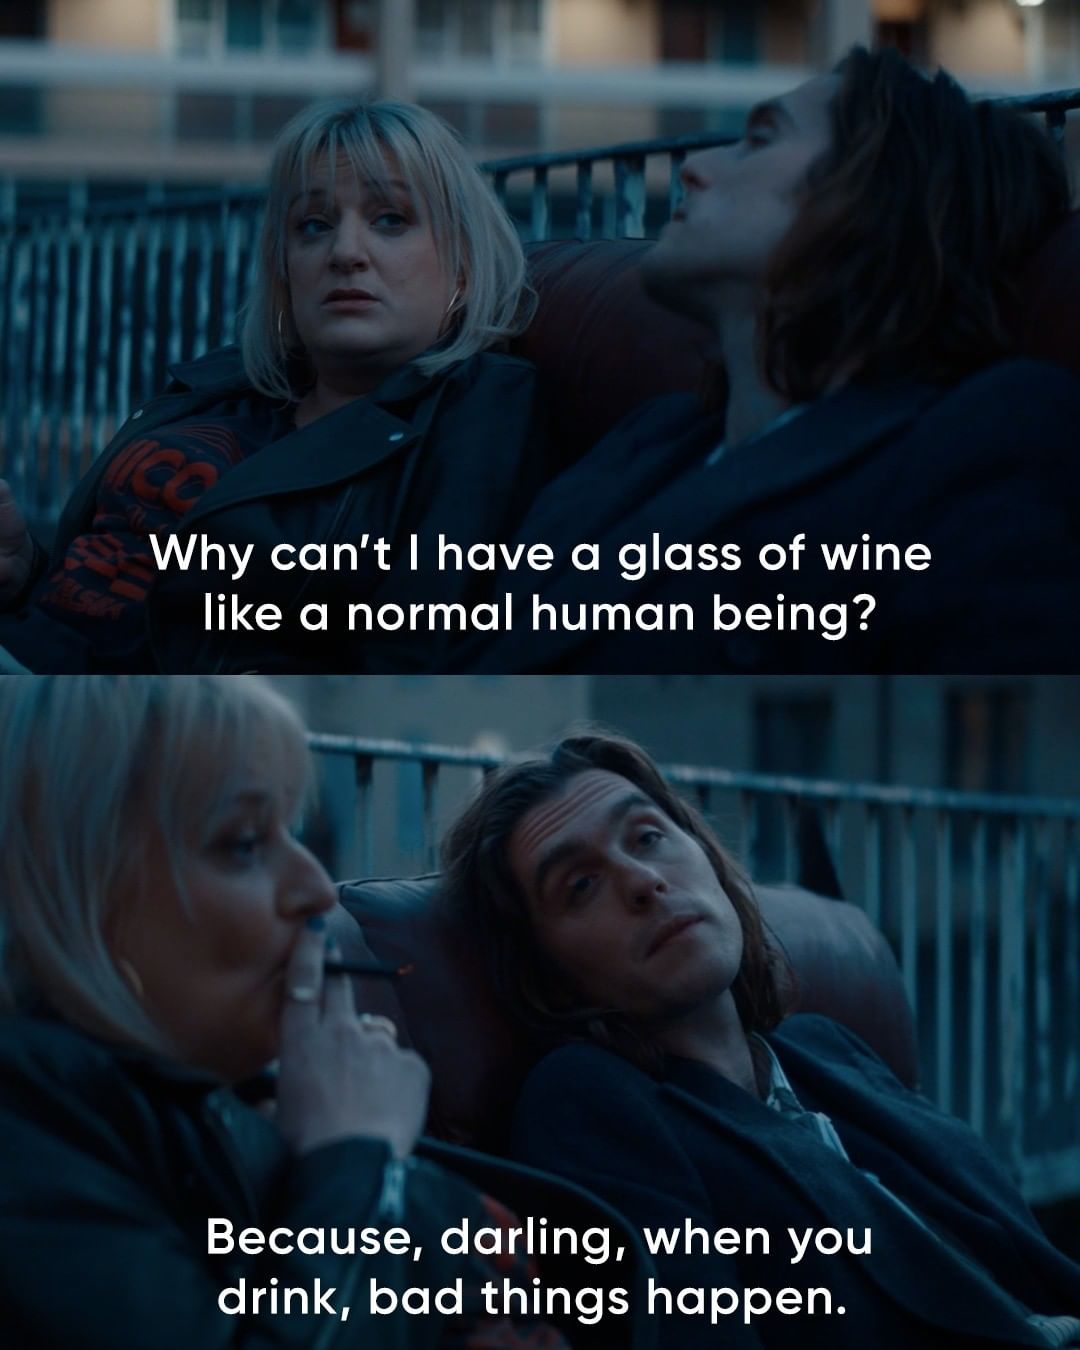 Why can't I have a glass of wine
like a normal human being?
Because, darling, when you
drink, bad things happen.